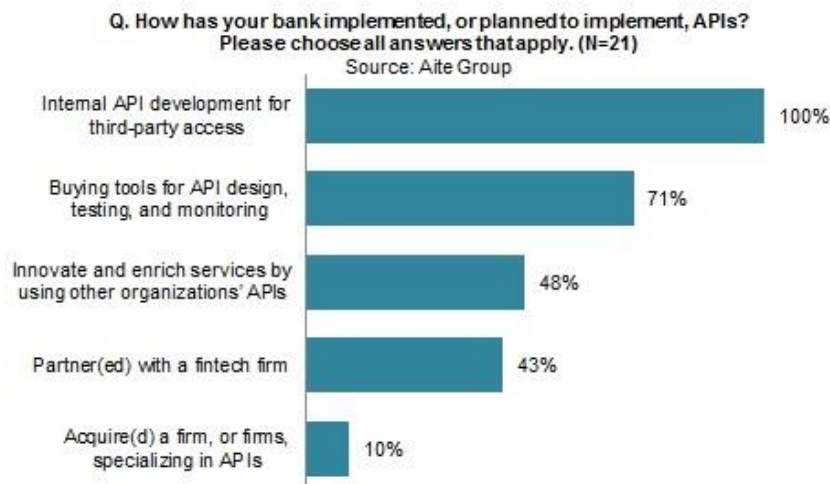 Q. How has your bank implemented, or planned to implement, APIs?
Please choose all answers that apply. (N=21)
Source: Aite Group
Internal API development for
third-party access
100%
Buying tools for API design,
testing, and monitoring
71%
Innovate and enrich services by
using other organizations' APIs
48%
Partner(ed) with a fintech firm
43%
Acquire(d) a firm, or firms,
specializing in APIs
10%